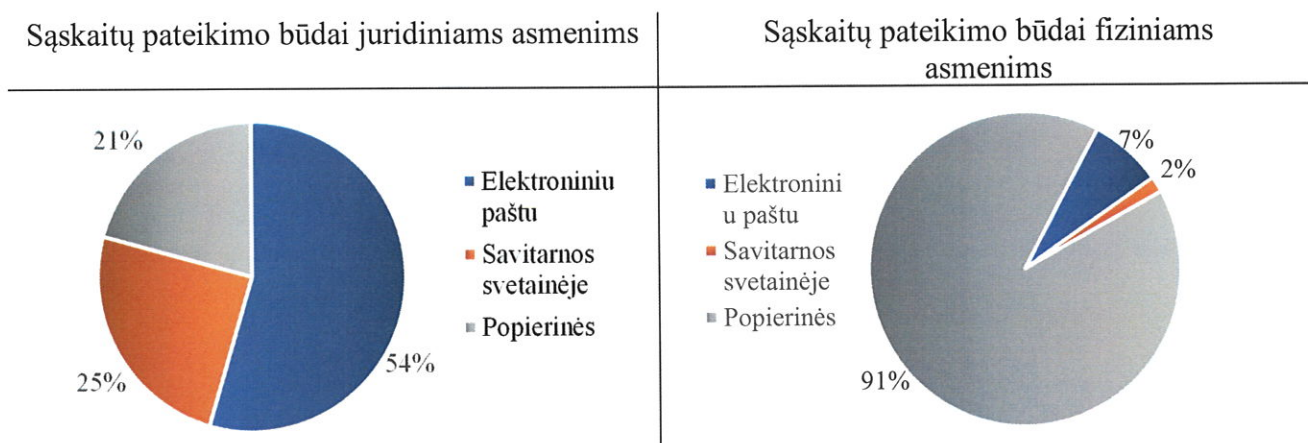 Sąskaitų pateikimo būdai juridiniams asmenims
Sąskaitų pateikimo būdai fiziniams
asmenims
21%
25%
54%
Elektroniniu
paštu
Savitarnos
svetainėje
Popierinės
7%
2%
91%
Elektronini
u paštu
Savitarnos
svetainėje
Popierinės